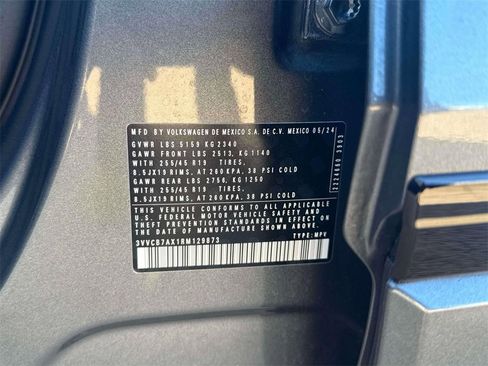 MFD BY VOLKSWAGEN DE MEXICO S.A. DE C.V. MEXICO 05/24
GVWR LBS 5159 KG 2340
GAWR FRONT LBS 2513, KG 1140
WITH 255/45 R19 TIRES.
8.5JX19 RIMS, AT 260 KPA, 38 PSI COLD
GAWR REAR LBS 2756, KG 1250
WITH 255/45 R19 TIRES.
8.5JX19 RIMS, AT 260 KPA, 38 PSI COLD
THIS VEHICLE CONFORMS TO ALL APPLICABLE
U.S. FEDERAL MOTOR VEHICLE SAFETY AND
THEFT PREVENTION STANDARDS IN EFFECT ON
THE DATE OF MANUFACTURE SHOWN ABOVE.
3VVCB7AX1RM129873
TYPE: MPV